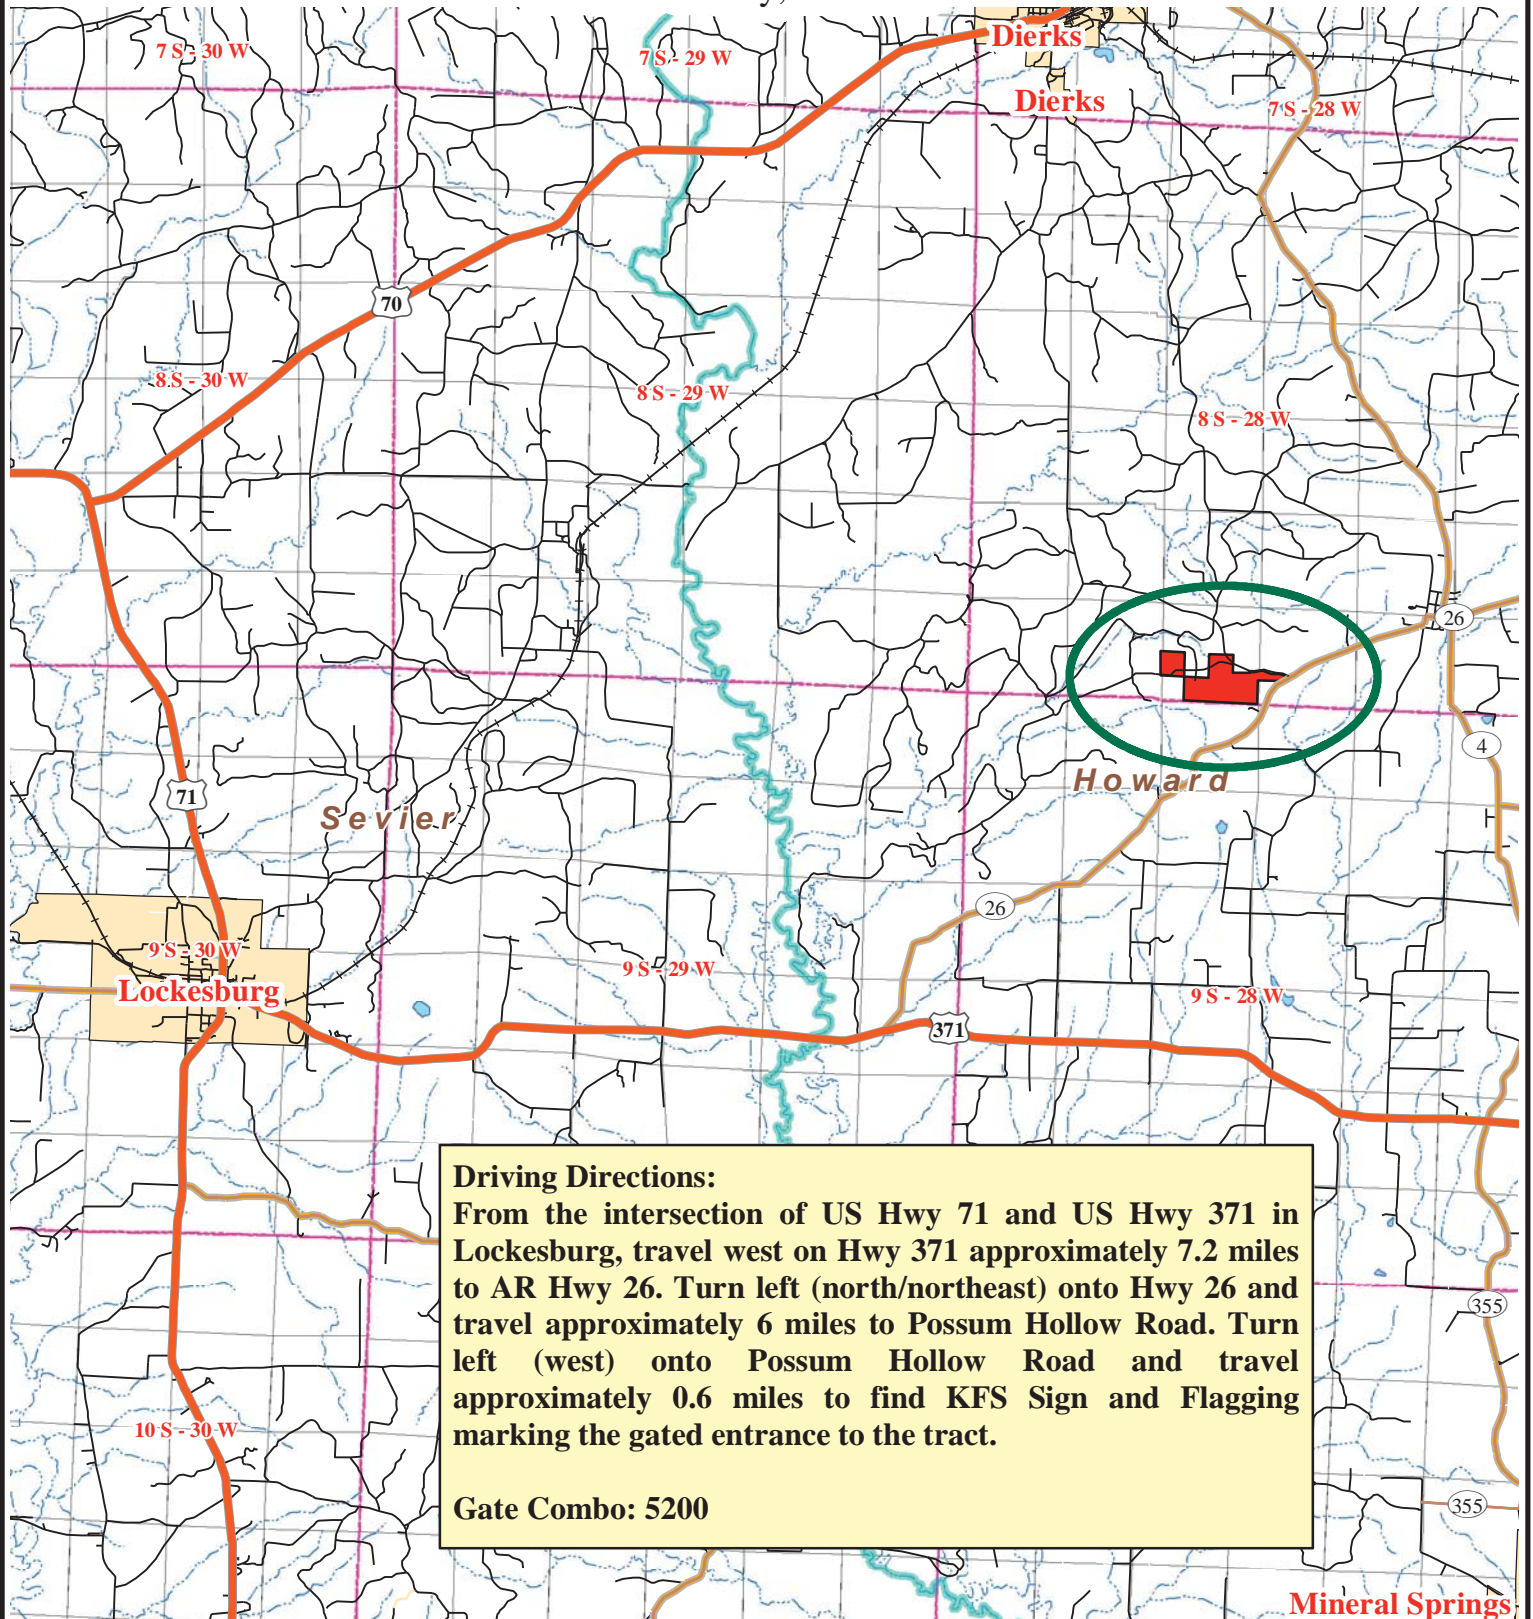 Dierks
7 S - 30 W
7 S - 29 W
Dierks
7 S - 28 W
70
8 S - 30 W
8 S - 29 W
8 S - 28 W
26
4
Howard
71
Sevier
26
9 S - 30 W
9 S - 29 W
Lockesburg
9 S - 28 W
371
Driving Directions:
From the intersection of US Hwy 71 and US Hwy 371 in
Lockesburg, travel west on Hwy 371 approximately 7.2 miles
to AR Hwy 26. Turn left (north/northeast) onto Hwy 26 and
travel approximately 6 miles to Possum Hollow Road. Turn
left (west) onto Possum Hollow Road and travel
approximately 0.6 miles to find KFS Sign and Flagging
marking the gated entrance to the tract.
Gate Combo: 5200
355
10 S - 30 W
355
Mineral Springs